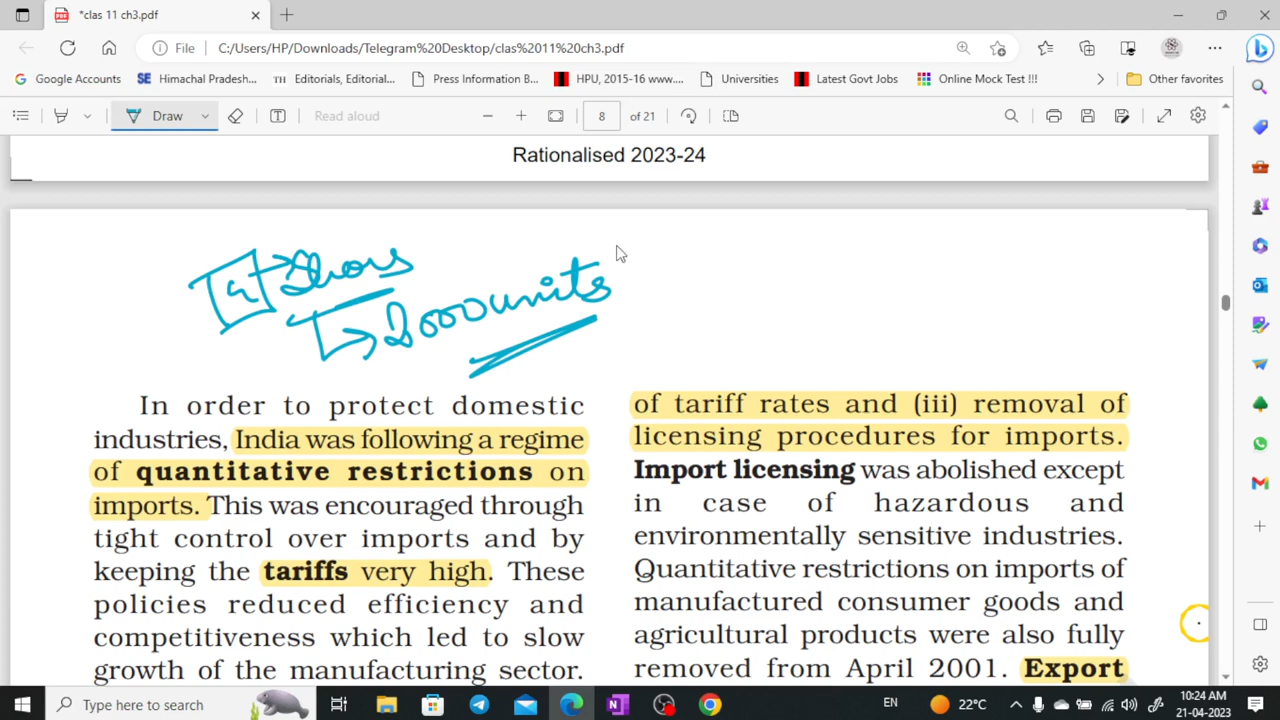 *clas 11 ch3.pdf
File C:/Users/HP/Downloads/Telegram%20Desktop/clas%2011%20ch3.pdf
Google Accounts SE Himachal Pradesh... TH Editorials, Editorial... Press Information B... HPU, 2015-16 www.... Universities Latest Govt Jobs Online Mock Test !!! Other favorites
Draw Read aloud 8 of 21
Rationalised 2023-24
2000 units
In order to protect domestic
industries, India was following a regime
of quantitative restrictions on
imports. This was encouraged through
tight control over imports and by
keeping the tariffs very high. These
policies reduced efficiency and
competitiveness which led to slow
growth of the manufacturing sector.
of tariff rates and (iii) removal of
licensing procedures for imports.
Import licensing was abolished except
in case of hazardous and
environmentally sensitive industries.
Quantitative restrictions on imports of
manufactured consumer goods and
agricultural products were also fully
removed from April 2001. Export
Type here to search
22°C
EN
10:24 AM
21-04-2023